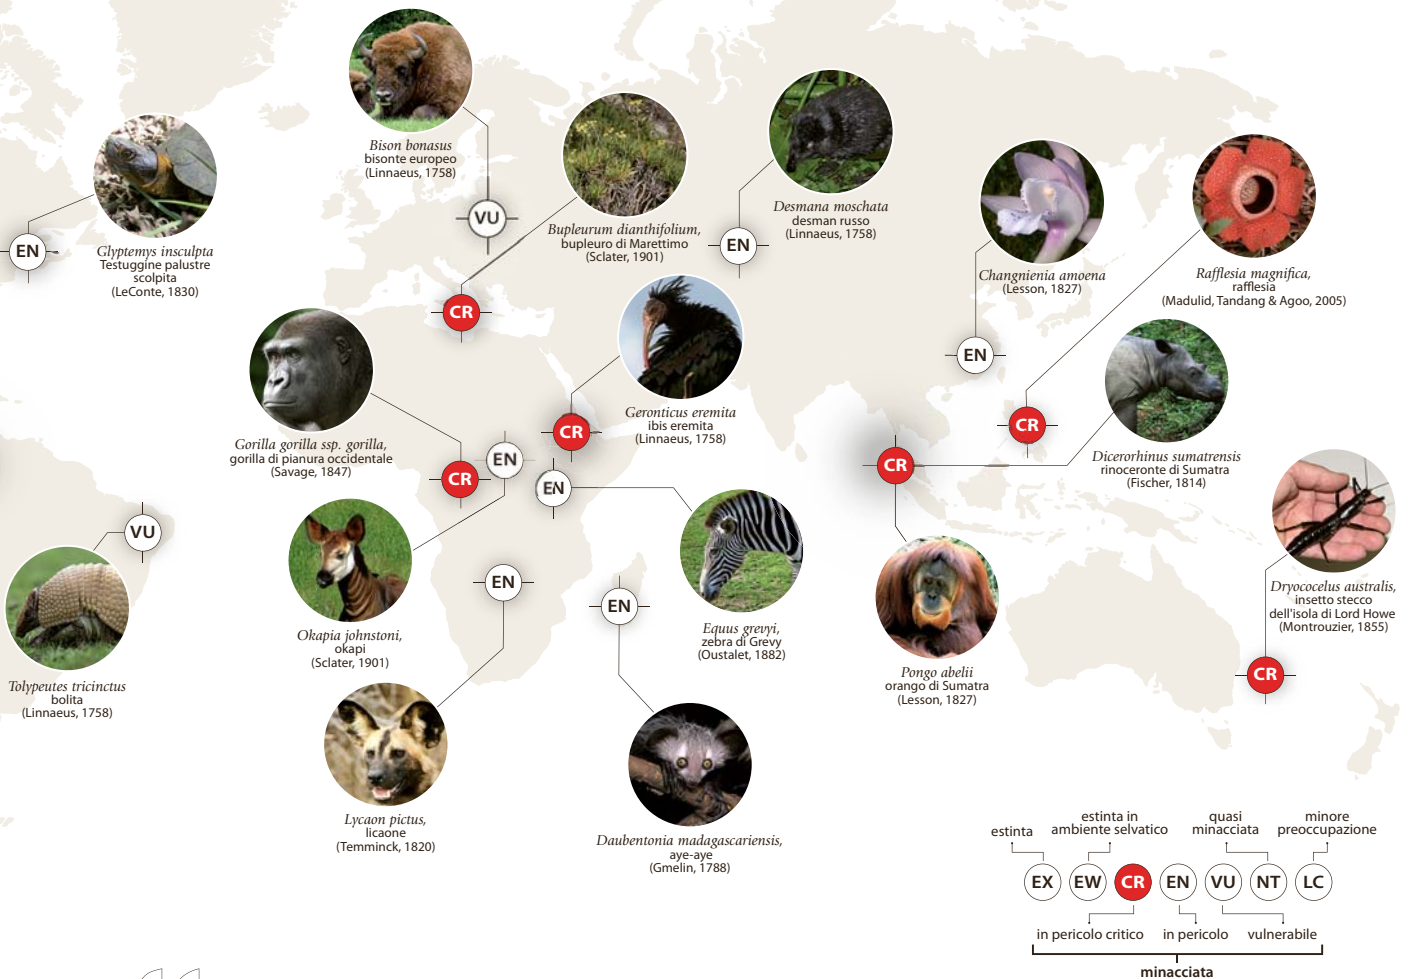 Bison bonasus
bisonte europeo
(Linnaeus, 1758)
VU
Glyptemys insculpta
Testuggine palustre
scolpita
(LeConte, 1830)
EN
Bupleurum dianthifolium,
bupleuro di Marettimo
(Sclater, 1901)
CR
Desmana moschata
desman russo
(Linnaeus, 1758)
EN
Changnienia amoena
(Lesson, 1827)
EN
Rafflesia magnifica,
rafflesia
(Madulid, Tandang & Agoo, 2005)
CR
Gorilla gorilla ssp. gorilla,
gorilla di pianura occidentale
(Savage, 1847)
CR
Geronticus eremita
ibis eremita
(Linnaeus, 1758)
CR
Dicerorhinus sumatrensis
rinoceronte di Sumatra
(Fischer, 1814)
CR
EN
EN
VU
Tolypeutes tricinctus
bolita
(Linnaeus, 1758)
Okapia johnstoni,
okapi
(Sclater, 1901)
EN
EN
Equus grevyi,
zebra di Grevy
(Oustalet, 1882)
Pongo abelii
orango di Sumatra
(Lesson, 1827)
Dryococelus australis,
insetto stecco
dell'isola di Lord Howe
(Montrouzier, 1855)
CR
Lycaon pictus,
licaone
(Temminck, 1820)
Daubentonia madagascariensis,
aye-aye
(Gmelin, 1788)
estinta
estinta in
ambiente selvatico
quasi
minacciata
minore
preoccupazione
EX EW CR EN VU NT LC
in pericolo critico in pericolo vulnerabile
minacciata